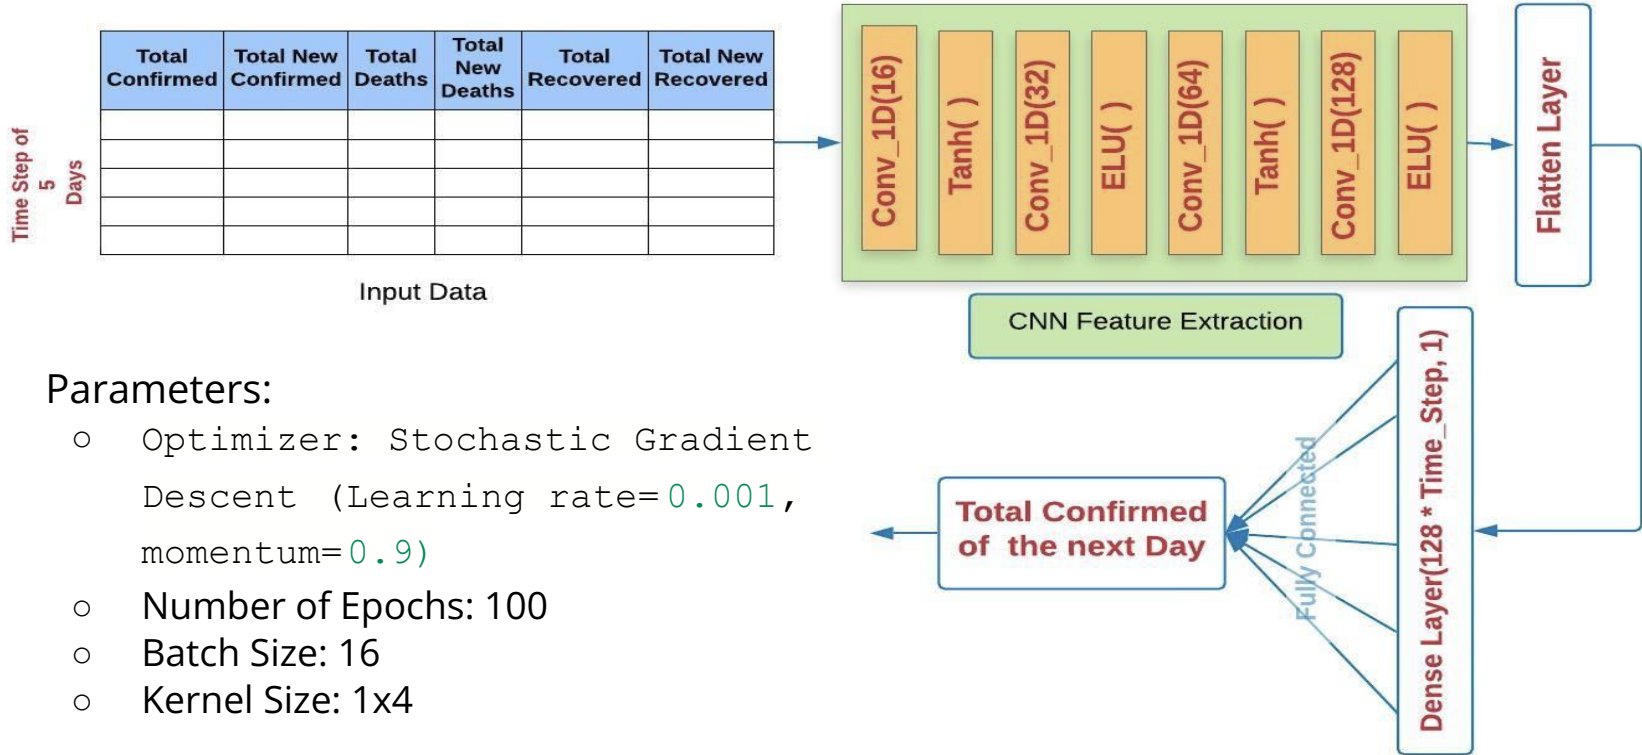 Total
Confirmed
Total New
Confirmed
Total
Deaths
Total
New
Deaths
Total
Recovered
Total New
Recovered
Time Step of
5
Days
Input Data
Conv_1D(16)
Tanh( )
Conv_1D(32)
ELU( )
Conv_1D(64)
Tanh( )
Conv_1D(128)
ELU( )
CNN Feature Extraction
Flatten Layer
Dense Layer(128 * Time_Step, 1)
Fully Connected
Total Confirmed
of the next Day
Parameters:
○ Optimizer: Stochastic Gradient
Descent (Learning rate=0.001,
momentum=0.9)
○ Number of Epochs: 100
○ Batch Size: 16
○ Kernel Size: 1x4